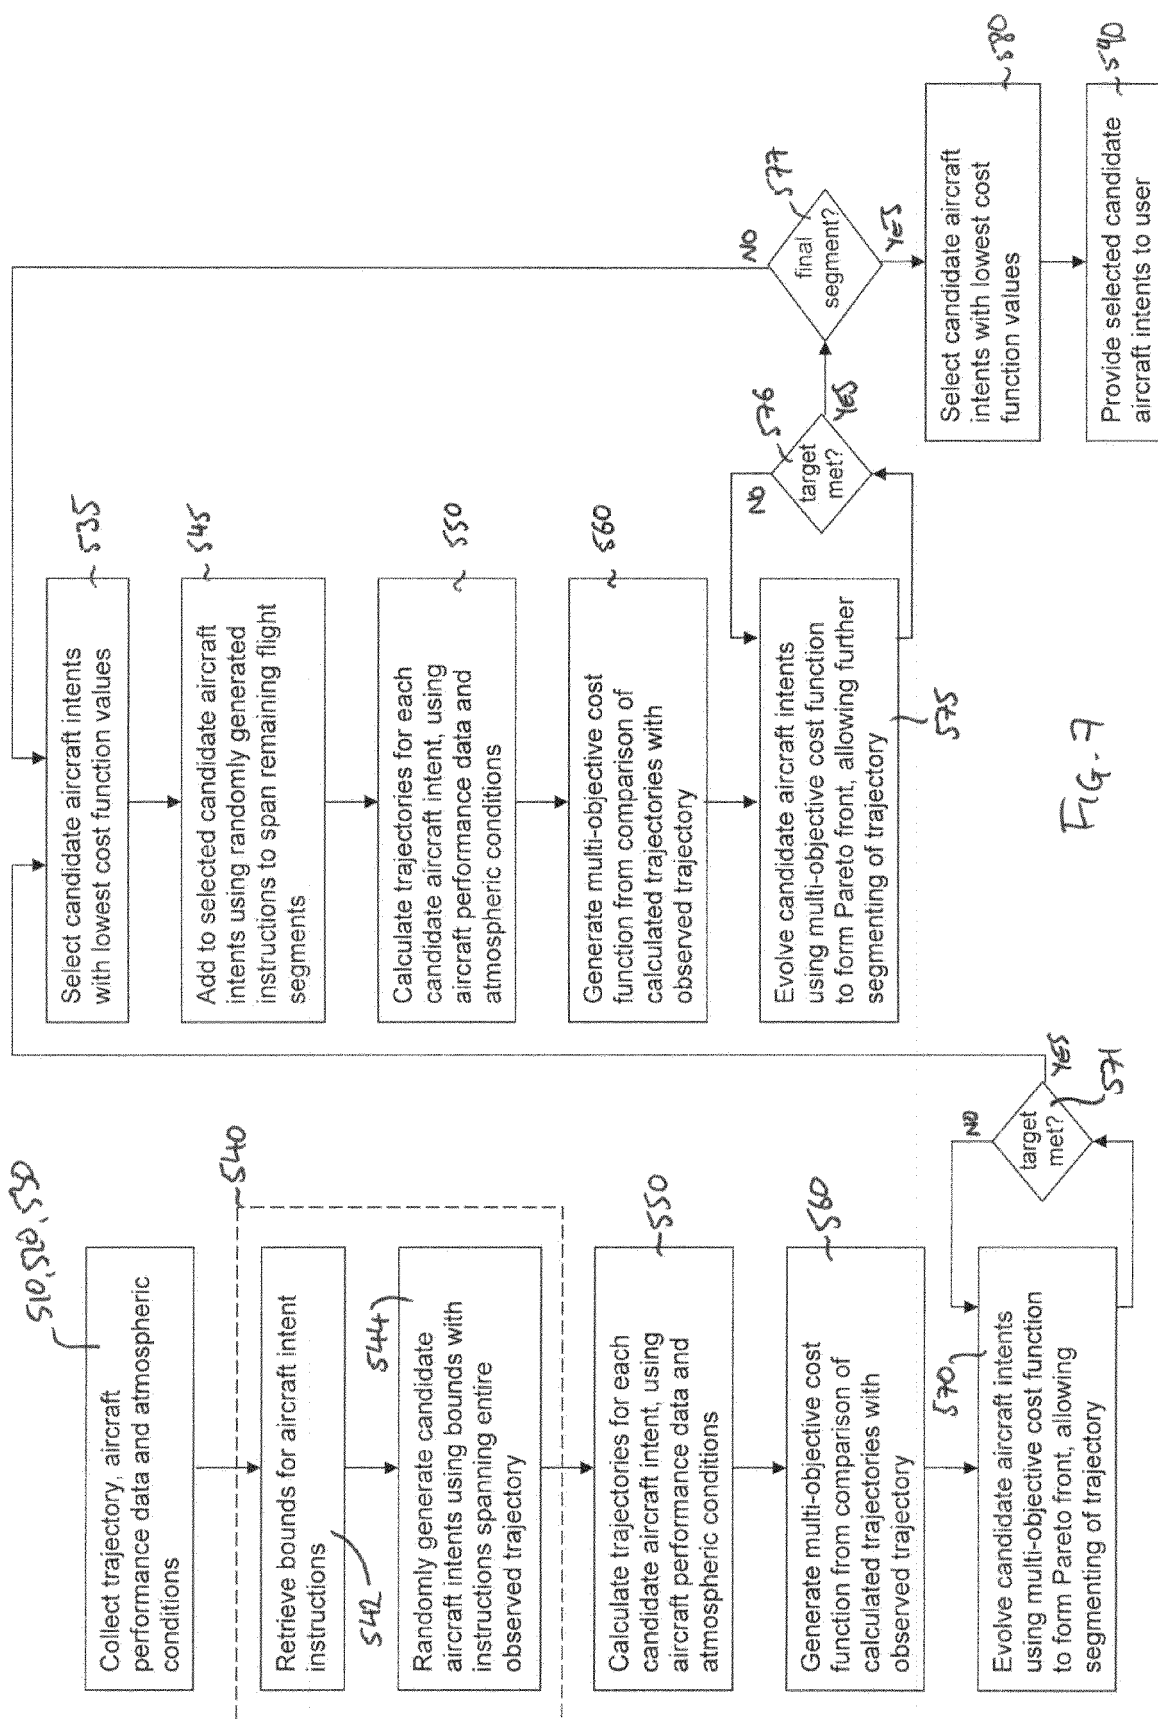 510, 520, 530
Collect trajectory, aircraft
performance data and atmospheric
conditions
540
Retrieve bounds for aircraft intent
instructions
542
544
Randomly generate candidate
aircraft intents using bounds with
instructions spanning entire
observed trajectory
550
Calculate trajectories for each
candidate aircraft intent, using
aircraft performance data and
atmospheric conditions
560
Generate multi-objective cost
function from comparison of
calculated trajectories with
observed trajectory
570
Evolve candidate aircraft intents
using multi-objective cost function
to form Pareto front, allowing
segmenting of trajectory
NO
target
met?
YES
571
Select candidate aircraft intents
with lowest cost function values
535
Add to selected candidate aircraft
intents using randomly generated
instructions to span remaining flight
segments
545
Calculate trajectories for each
candidate aircraft intent, using
aircraft performance data and
atmospheric conditions
550
Generate multi-objective cost
function from comparison of
calculated trajectories with
observed trajectory
560
Evolve candidate aircraft intents
using multi-objective cost function
to form Pareto front, allowing further
segmenting of trajectory
575
NO
target
met?
576
YES
NO
final
segment?
577
YES
Select candidate aircraft
intents with lowest cost
function values
580
Provide selected candidate
aircraft intents to user
590
FIG. 7